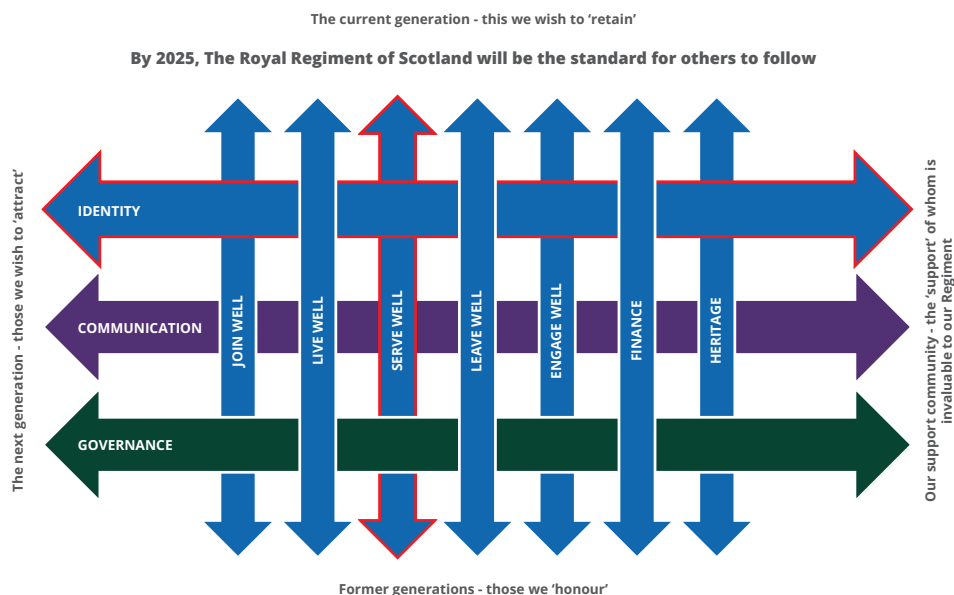 The current generation - this we wish to ‘retain’
By 2025, The Royal Regiment of Scotland will be the standard for others to follow
The next generation - those we wish to ‘attract’
IDENTITY
COMMUNICATION
GOVERNANCE
JOIN WELL
LIVE WELL
SERVE WELL
LEAVE WELL
ENGAGE WELL
FINANCE
HERITAGE
Our support community - the ‘support’ of whom is
invaluable to our Regiment
Former generations - those we ‘honour’